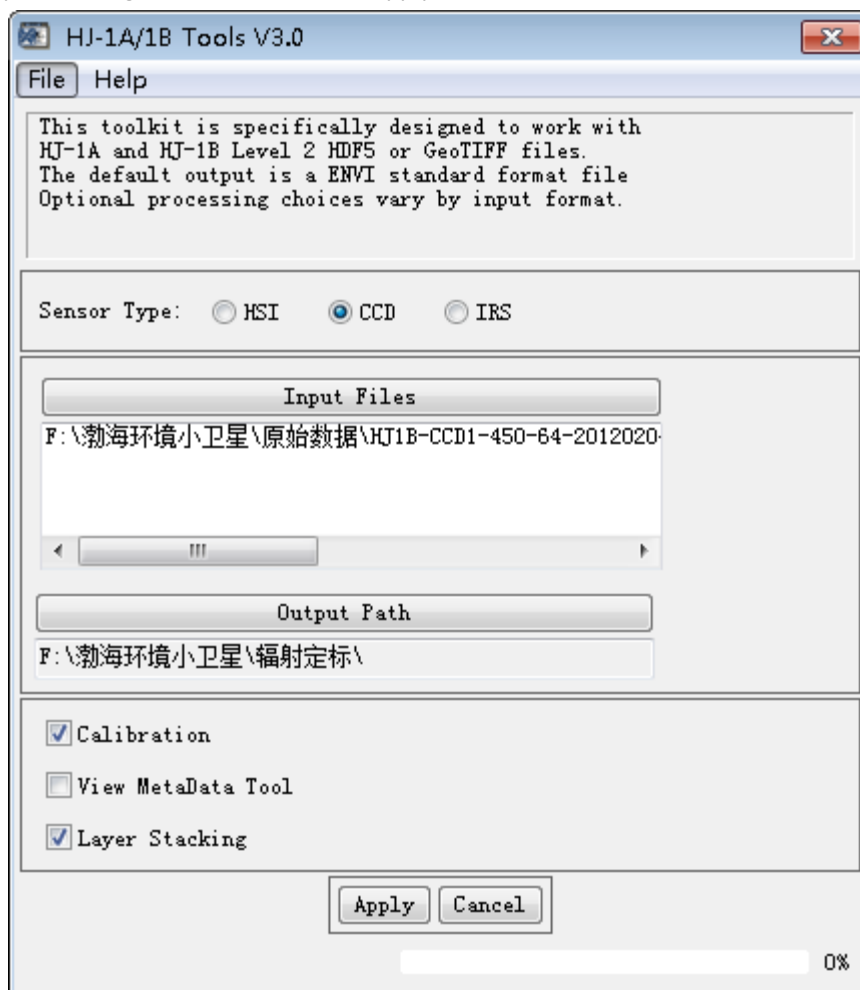 HJ-1A/1B Tools V3.0
File Help
This toolkit is specifically designed to work with
HJ-1A and HJ-1B Level 2 HDF5 or GeoTIFF files.
The default output is a ENVI standard format file
Optional processing choices vary by input format.
Sensor Type: HSI CCD IRS
Input Files
F:\渤海环境小卫星\原始数据\HJ1B-CCD1-450-64-2012020
Output Path
F:\渤海环境小卫星\辐射定标\
Calibration
View MetaData Tool
Layer Stacking
Apply Cancel
0%